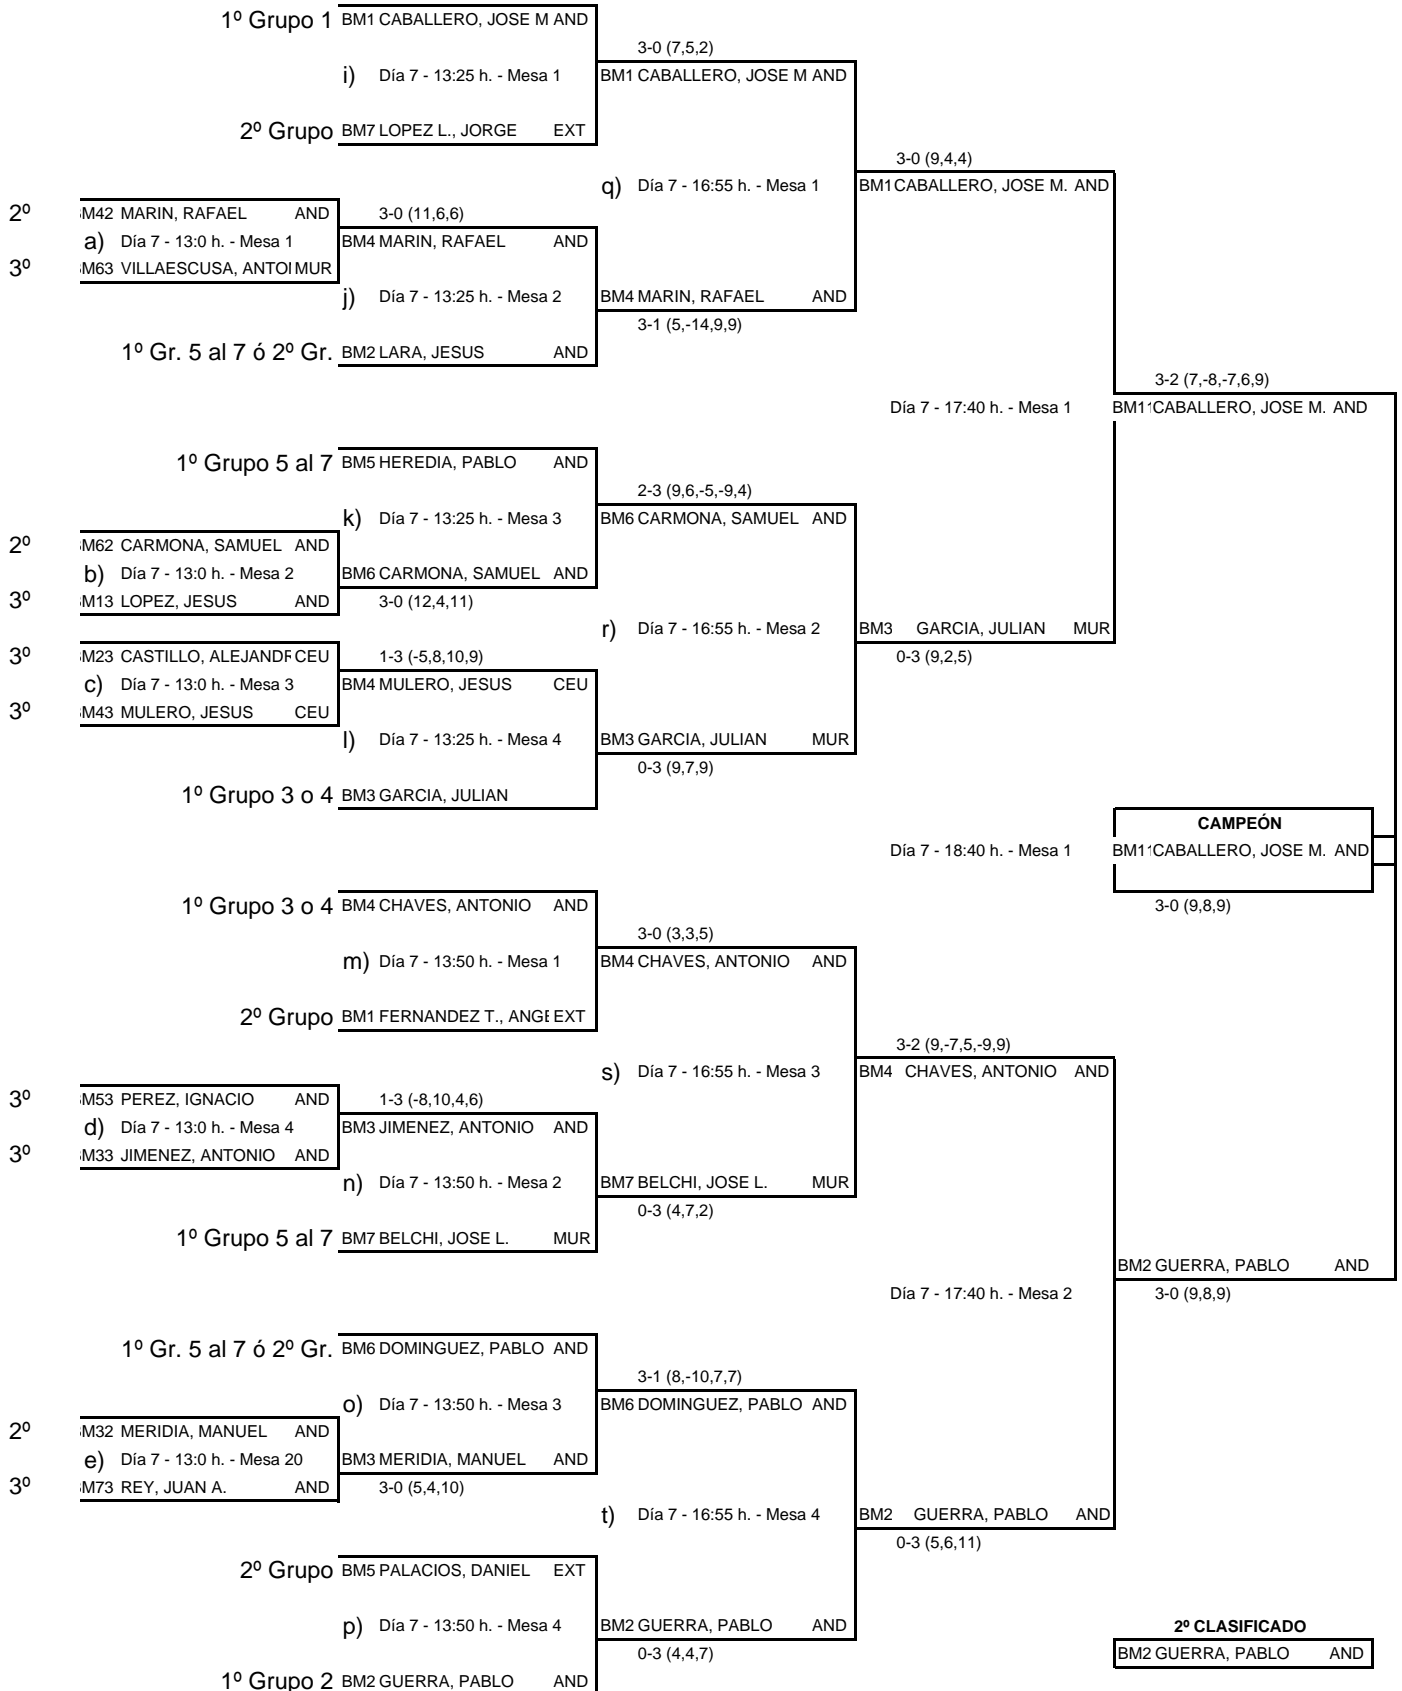 1º Grupo 1 BM1 CABALLERO, JOSE M AND
3-0 (7,5,2)
i) Día 7 - 13:25 h. - Mesa 1 BM1 CABALLERO, JOSE M AND
2º Grupo BM7 LOPEZ L., JORGE EXT
3-0 (9,4,4)
q) Día 7 - 16:55 h. - Mesa 1 BM1 CABALLERO, JOSE M. AND
2º M42 MARIN, RAFAEL AND 3-0 (11,6,6)
a) Día 7 - 13:0 h. - Mesa 1 BM4 MARIN, RAFAEL AND
3º M63 VILLAESCUSA, ANTOI MUR
j) Día 7 - 13:25 h. - Mesa 2 BM4 MARIN, RAFAEL AND
3-1 (5,-14,9,9)
1º Gr. 5 al 7 ó 2º Gr. BM2 LARA, JESUS AND
3-2 (7,-8,-7,6,9)
Día 7 - 17:40 h. - Mesa 1 BM11 CABALLERO, JOSE M. AND
1º Grupo 5 al 7 BM5 HEREDIA, PABLO AND
2-3 (9,6,-5,-9,4)
k) Día 7 - 13:25 h. - Mesa 3 BM6 CARMONA, SAMUEL AND
2º M62 CARMONA, SAMUEL AND
b) Día 7 - 13:0 h. - Mesa 2 BM6 CARMONA, SAMUEL AND
3º M13 LOPEZ, JESUS AND 3-0 (12,4,11)
r) Día 7 - 16:55 h. - Mesa 2 BM3 GARCIA, JULIAN MUR
3º M23 CASTILLO, ALEJANDR CEU 1-3 (-5,8,10,9) 0-3 (9,2,5)
c) Día 7 - 13:0 h. - Mesa 3 BM4 MULERO, JESUS CEU
3º M43 MULERO, JESUS CEU
l) Día 7 - 13:25 h. - Mesa 4 BM3 GARCIA, JULIAN MUR
0-3 (9,7,9)
1º Grupo 3 o 4 BM3 GARCIA, JULIAN
CAMPEÓN
Día 7 - 18:40 h. - Mesa 1 BM11 CABALLERO, JOSE M. AND
1º Grupo 3 o 4 BM4 CHAVES, ANTONIO AND 3-0 (9,8,9)
3-0 (3,3,5)
m) Día 7 - 13:50 h. - Mesa 1 BM4 CHAVES, ANTONIO AND
2º Grupo BM1 FERNANDEZ T., ANGE EXT
3-2 (9,-7,5,-9,9)
s) Día 7 - 16:55 h. - Mesa 3 BM4 CHAVES, ANTONIO AND
3º M53 PEREZ, IGNACIO AND 1-3 (-8,10,4,6)
d) Día 7 - 13:0 h. - Mesa 4 BM3 JIMENEZ, ANTONIO AND
3º M33 JIMENEZ, ANTONIO AND
n) Día 7 - 13:50 h. - Mesa 2 BM7 BELCHI, JOSE L. MUR
0-3 (4,7,2)
1º Grupo 5 al 7 BM7 BELCHI, JOSE L. MUR
BM2 GUERRA, PABLO AND
Día 7 - 17:40 h. - Mesa 2 3-0 (9,8,9)
1º Gr. 5 al 7 ó 2º Gr. BM6 DOMINGUEZ, PABLO AND
3-1 (8,-10,7,7)
o) Día 7 - 13:50 h. - Mesa 3 BM6 DOMINGUEZ, PABLO AND
2º M32 MERIDIA, MANUEL AND
e) Día 7 - 13:0 h. - Mesa 20 BM3 MERIDIA, MANUEL AND
3º M73 REY, JUAN A. AND 3-0 (5,4,10)
t) Día 7 - 16:55 h. - Mesa 4 BM2 GUERRA, PABLO AND
0-3 (5,6,11)
2º Grupo BM5 PALACIOS, DANIEL EXT
p) Día 7 - 13:50 h. - Mesa 4 BM2 GUERRA, PABLO AND 2º CLASIFICADO
0-3 (4,4,7) BM2 GUERRA, PABLO AND
1º Grupo 2 BM2 GUERRA, PABLO AND